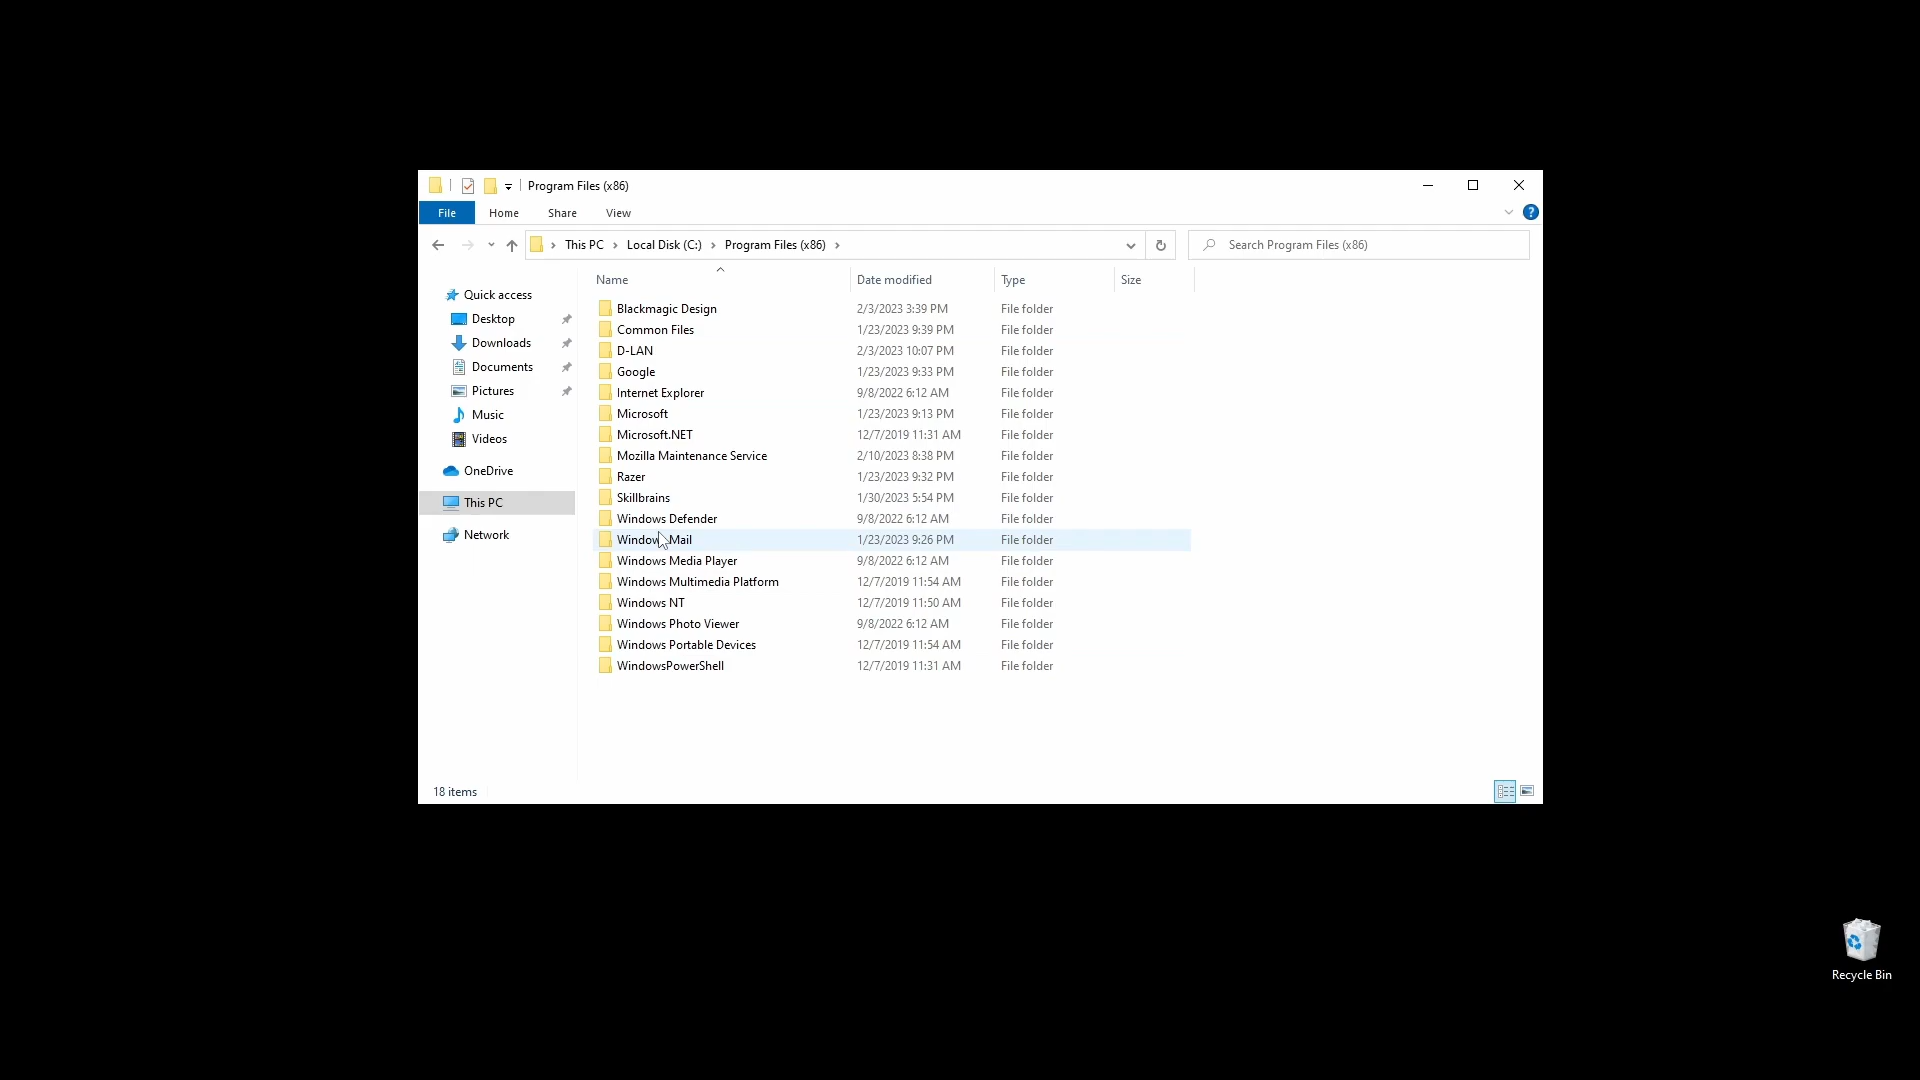 Program Files (x86)
File Home Share View
This PC Local Disk (C:) Program Files (x86) Search Program Files (x86)
Name Date modified Type Size
Quick access
Desktop
Downloads
Documents
Pictures
Music
Videos
OneDrive
This PC
Network
Blackmagic Design 2/3/2023 3:39 PM File folder
Common Files 1/23/2023 9:39 PM File folder
D-LAN 2/3/2023 10:07 PM File folder
Google 1/23/2023 9:33 PM File folder
Internet Explorer 9/8/2022 6:12 AM File folder
Microsoft 1/23/2023 9:13 PM File folder
Microsoft.NET 12/7/2019 11:31 AM File folder
Mozilla Maintenance Service 2/10/2023 8:38 PM File folder
Razer 1/23/2023 9:32 PM File folder
Skillbrains 1/30/2023 5:54 PM File folder
Windows Defender 9/8/2022 6:12 AM File folder
Windows Mail 1/23/2023 9:26 PM File folder
Windows Media Player 9/8/2022 6:12 AM File folder
Windows Multimedia Platform 12/7/2019 11:54 AM File folder
Windows NT 12/7/2019 11:50 AM File folder
Windows Photo Viewer 9/8/2022 6:12 AM File folder
Windows Portable Devices 12/7/2019 11:54 AM File folder
WindowsPowerShell 12/7/2019 11:31 AM File folder
18 items
Recycle Bin